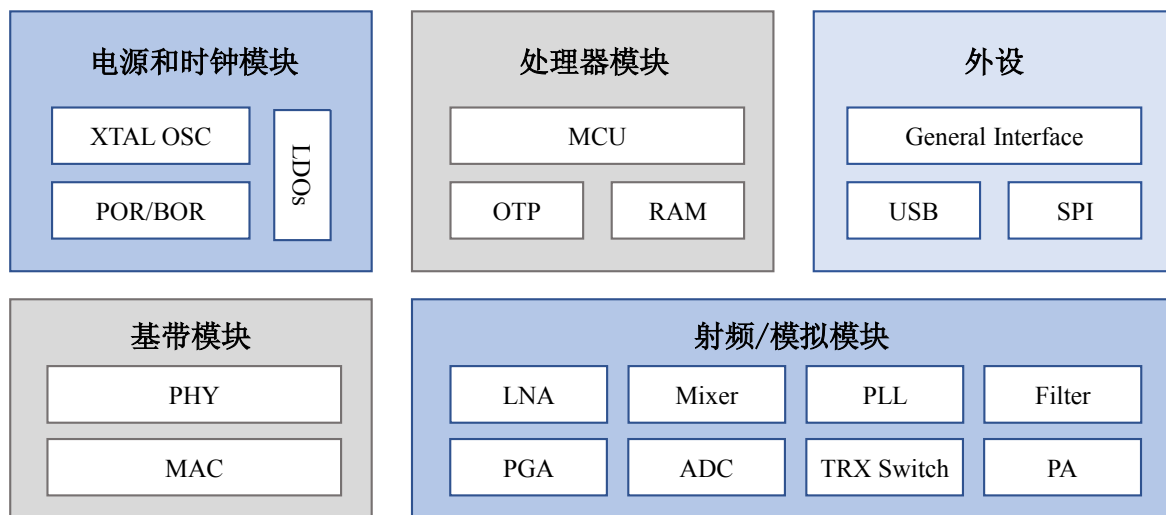 电源和时钟模块
XTAL OSC
POR/BOR
LDOs
处理器模块
MCU
OTP
RAM
外设
General Interface
USB
SPI
基带模块
PHY
MAC
射频/模拟模块
LNA
Mixer
PLL
Filter
PGA
ADC
TRX Switch
PA